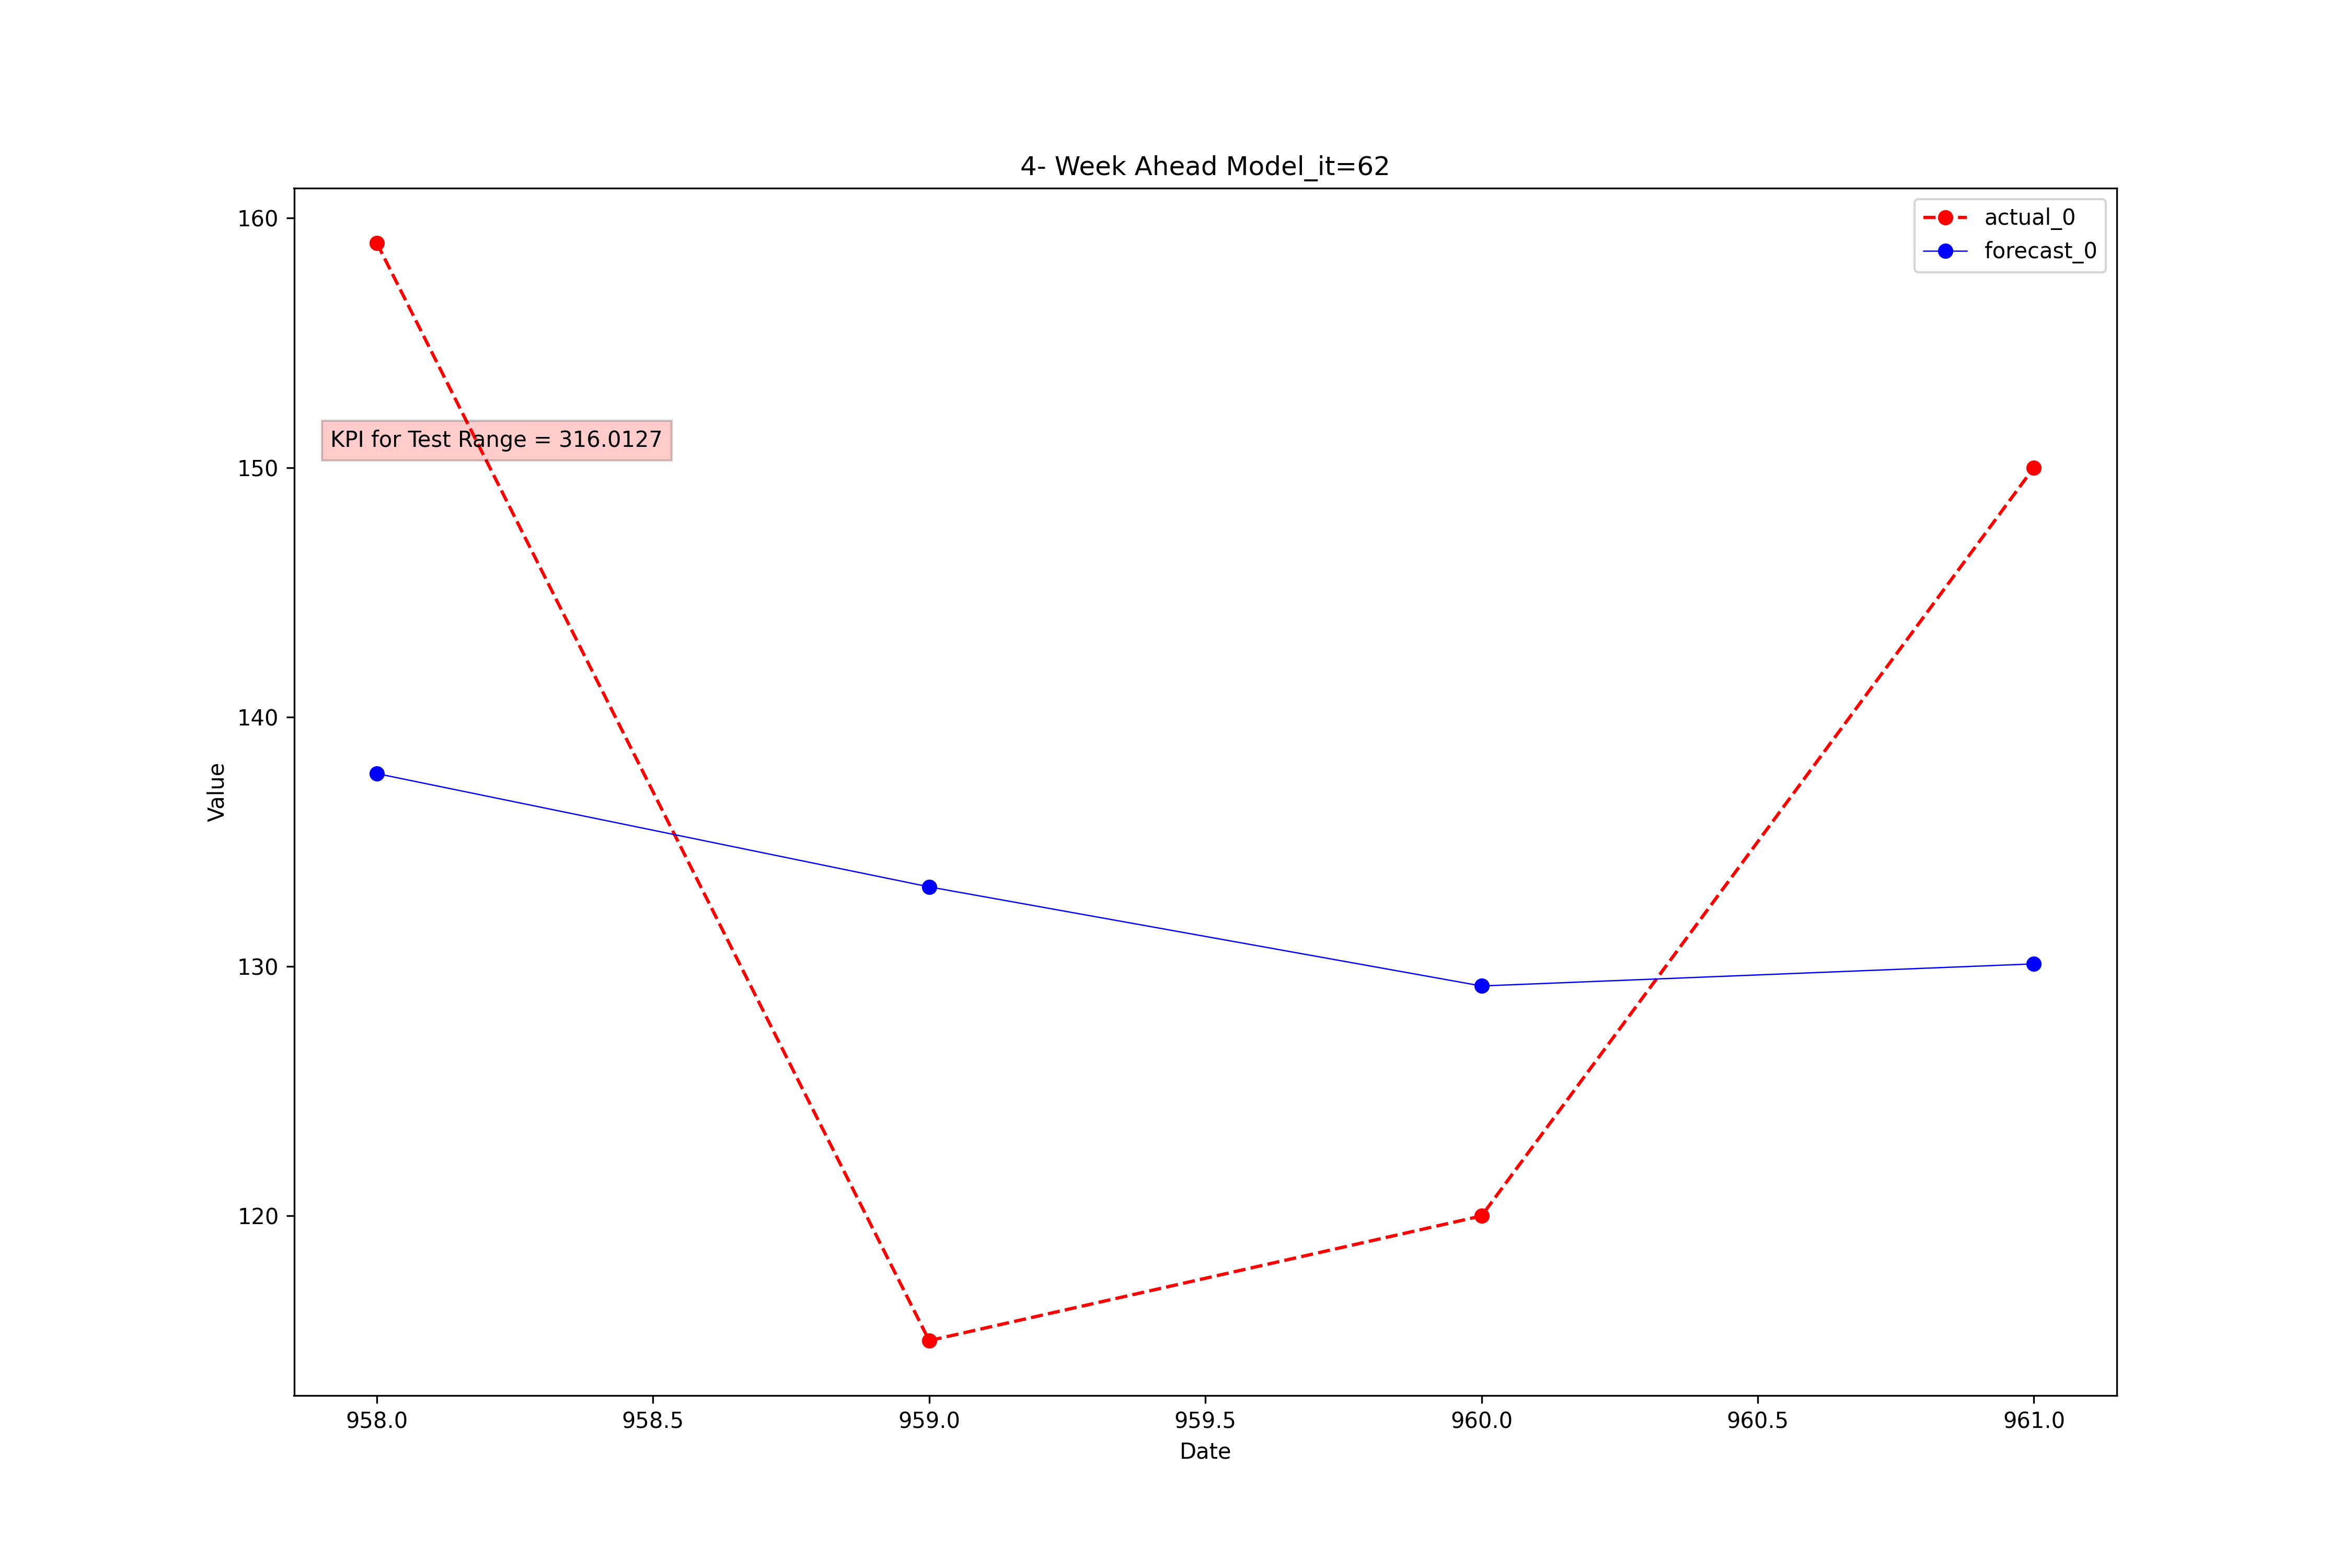 4- Week Ahead Model_it=62
actual_0
forecast_0
KPI for Test Range = 316.0127
160
150
140
130
120
Value
958.0 958.5 959.0 959.5 960.0 960.5 961.0
Date